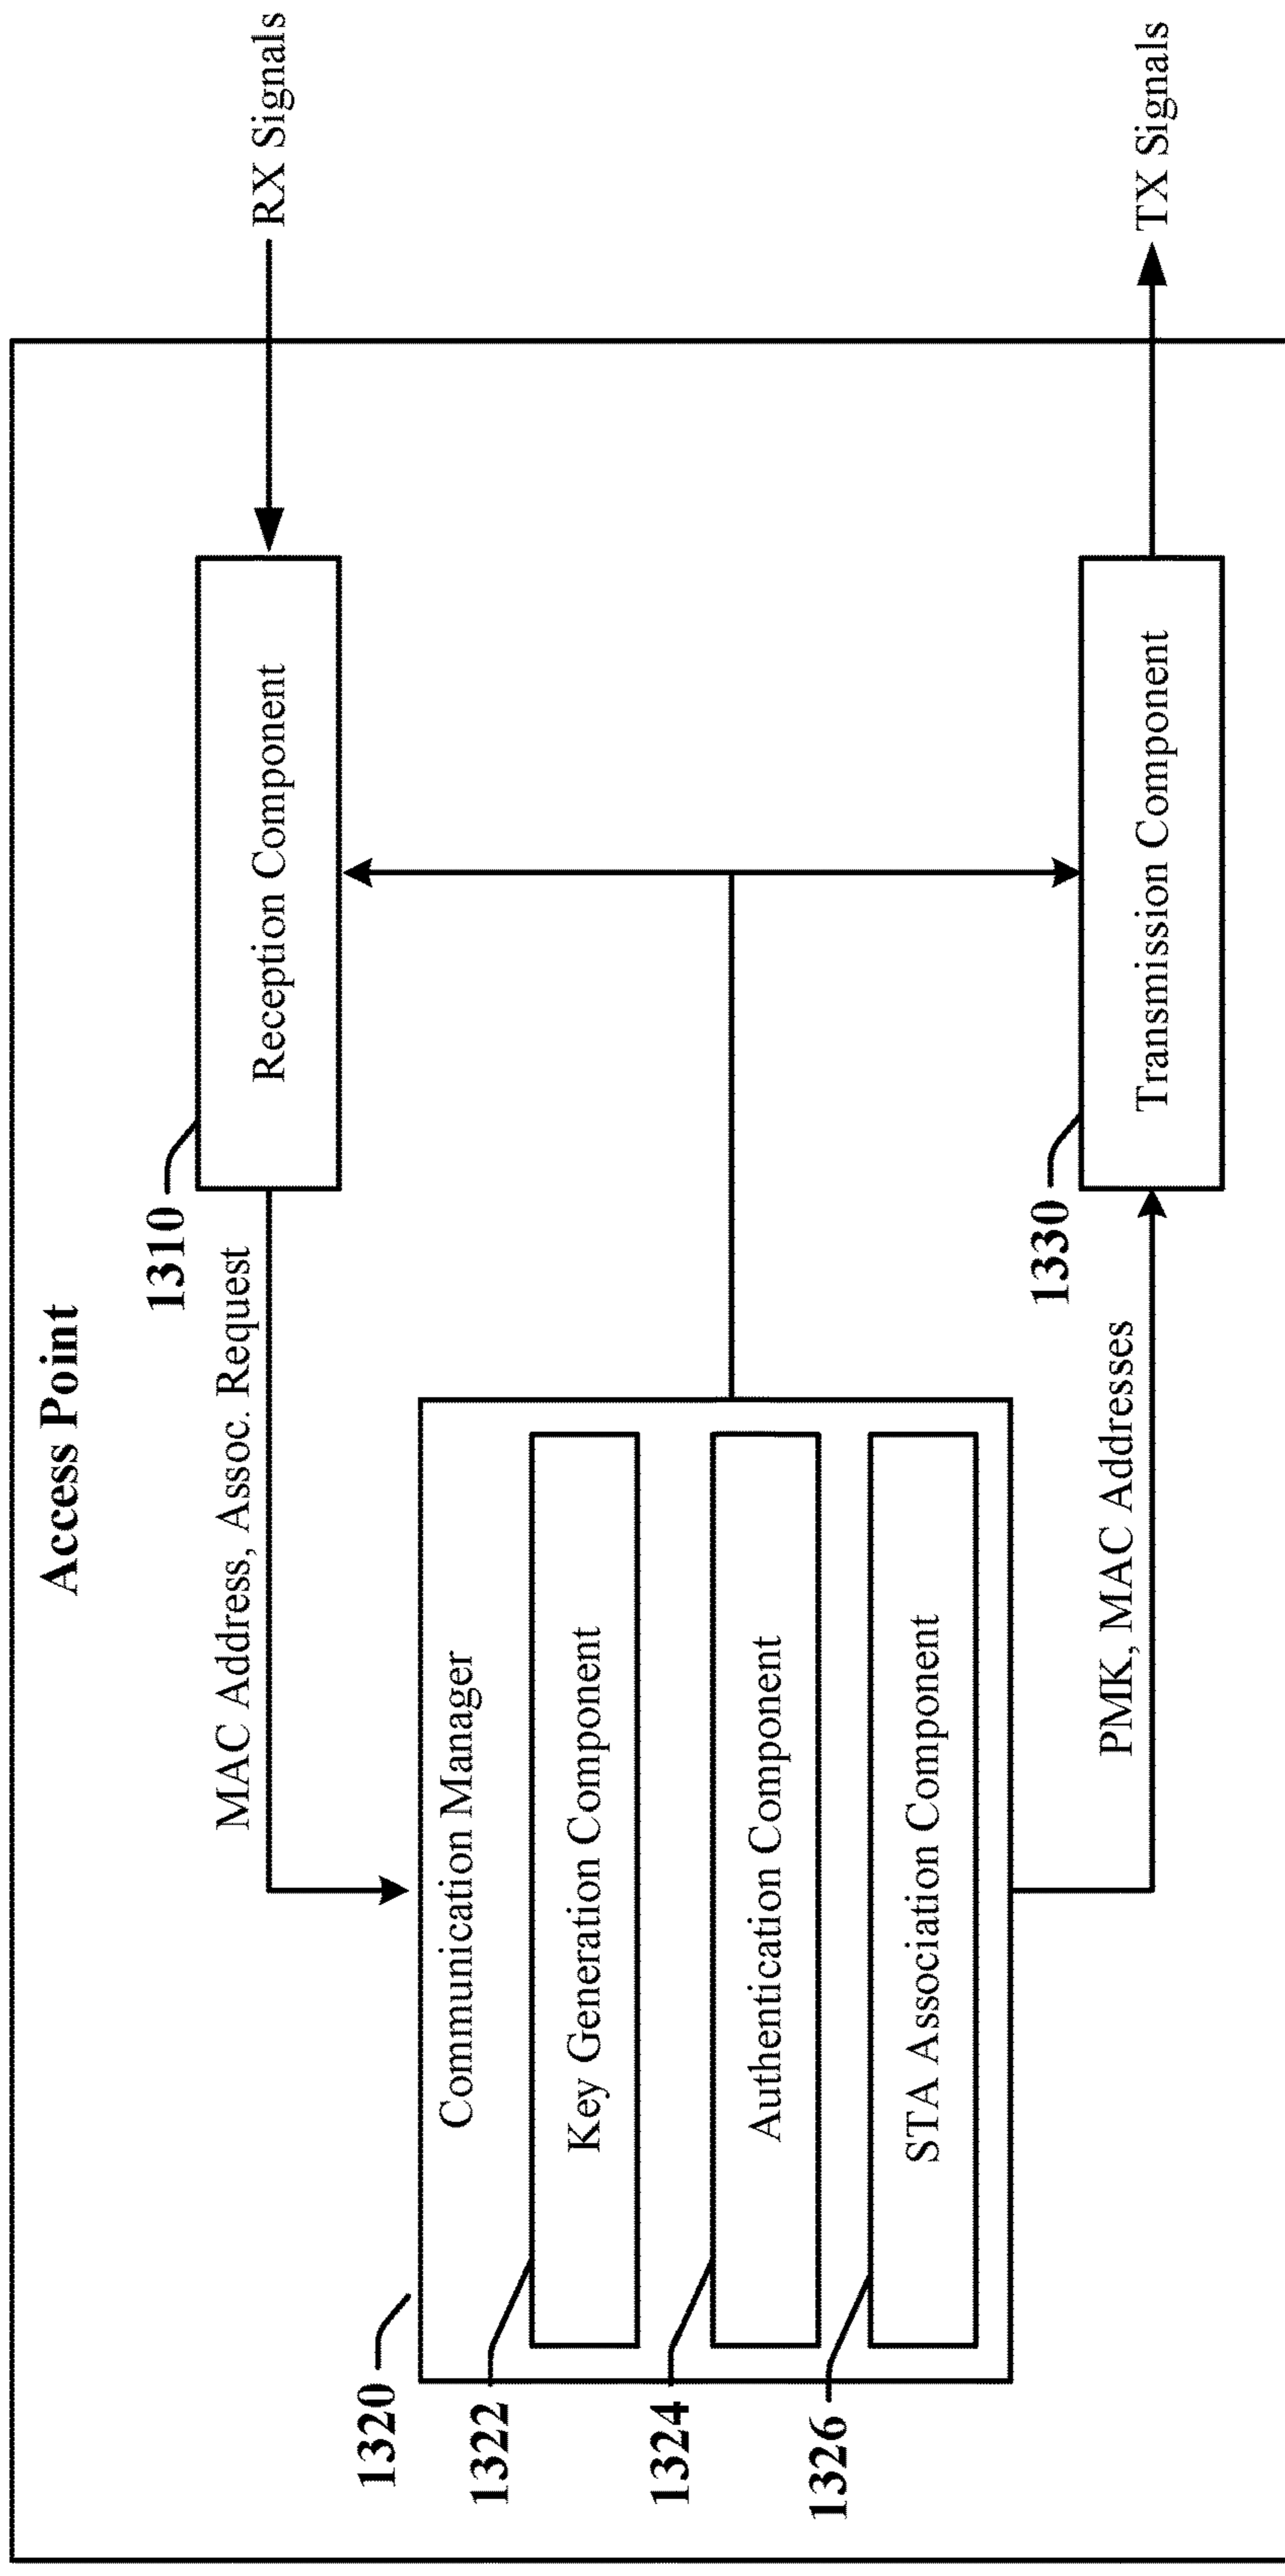 Access Point
1310
Reception Component
RX Signals
MAC Address, Assoc. Request
1320
Communication Manager
1322
Key Generation Component
1324
Authentication Component
1326
STA Association Component
PMK, MAC Addresses
1330
Transmission Component
TX Signals